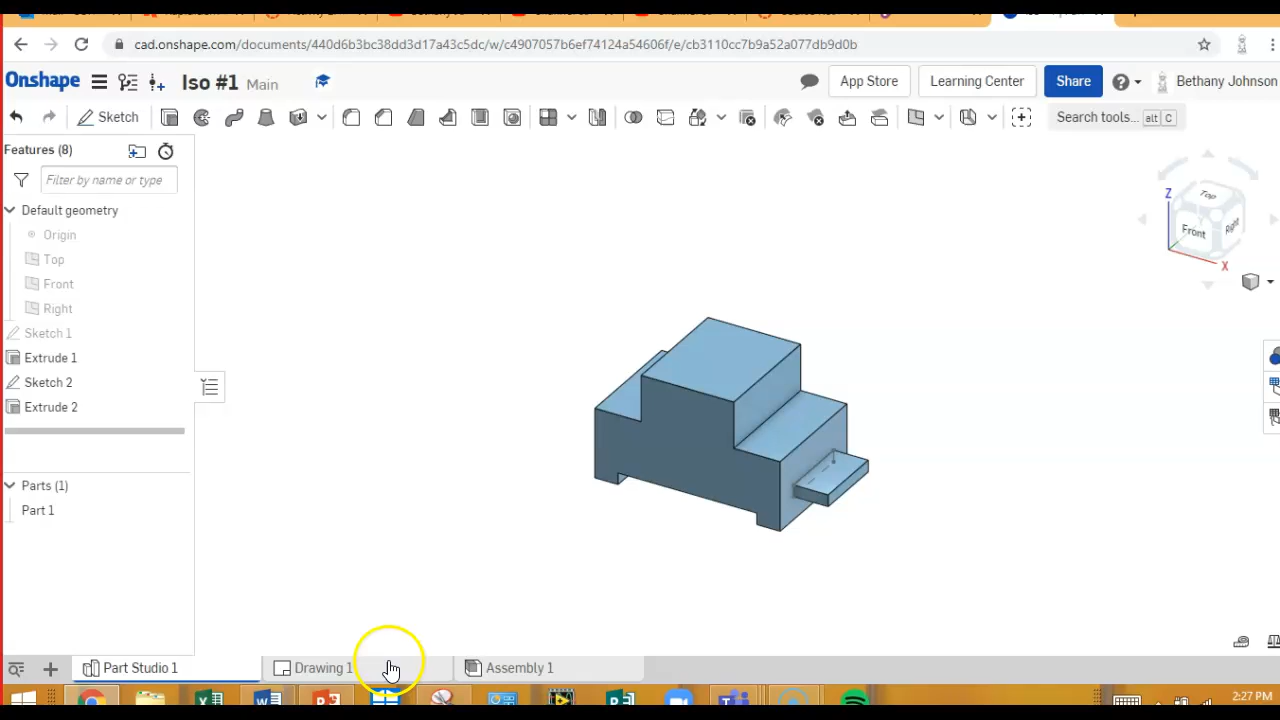 cad.onshape.com/documents/440d6b3bc38dd3d17a43c5dc/w/c4907057b6ef74124a54606f/e/cb3110cc7b9a52a077db9d0b
Onshape Iso #1 Main App Store Learning Center Share Bethany Johnson
Sketch Search tools... alt C
Features (8)
Filter by name or type
Default geometry
Origin
Top
Front
Right
Sketch 1
Extrude 1
Sketch 2
Extrude 2
Parts (1)
Part 1
Z
Top
Front
Right
X
Part Studio 1 Drawing 1 Assembly 1
2:27 PM